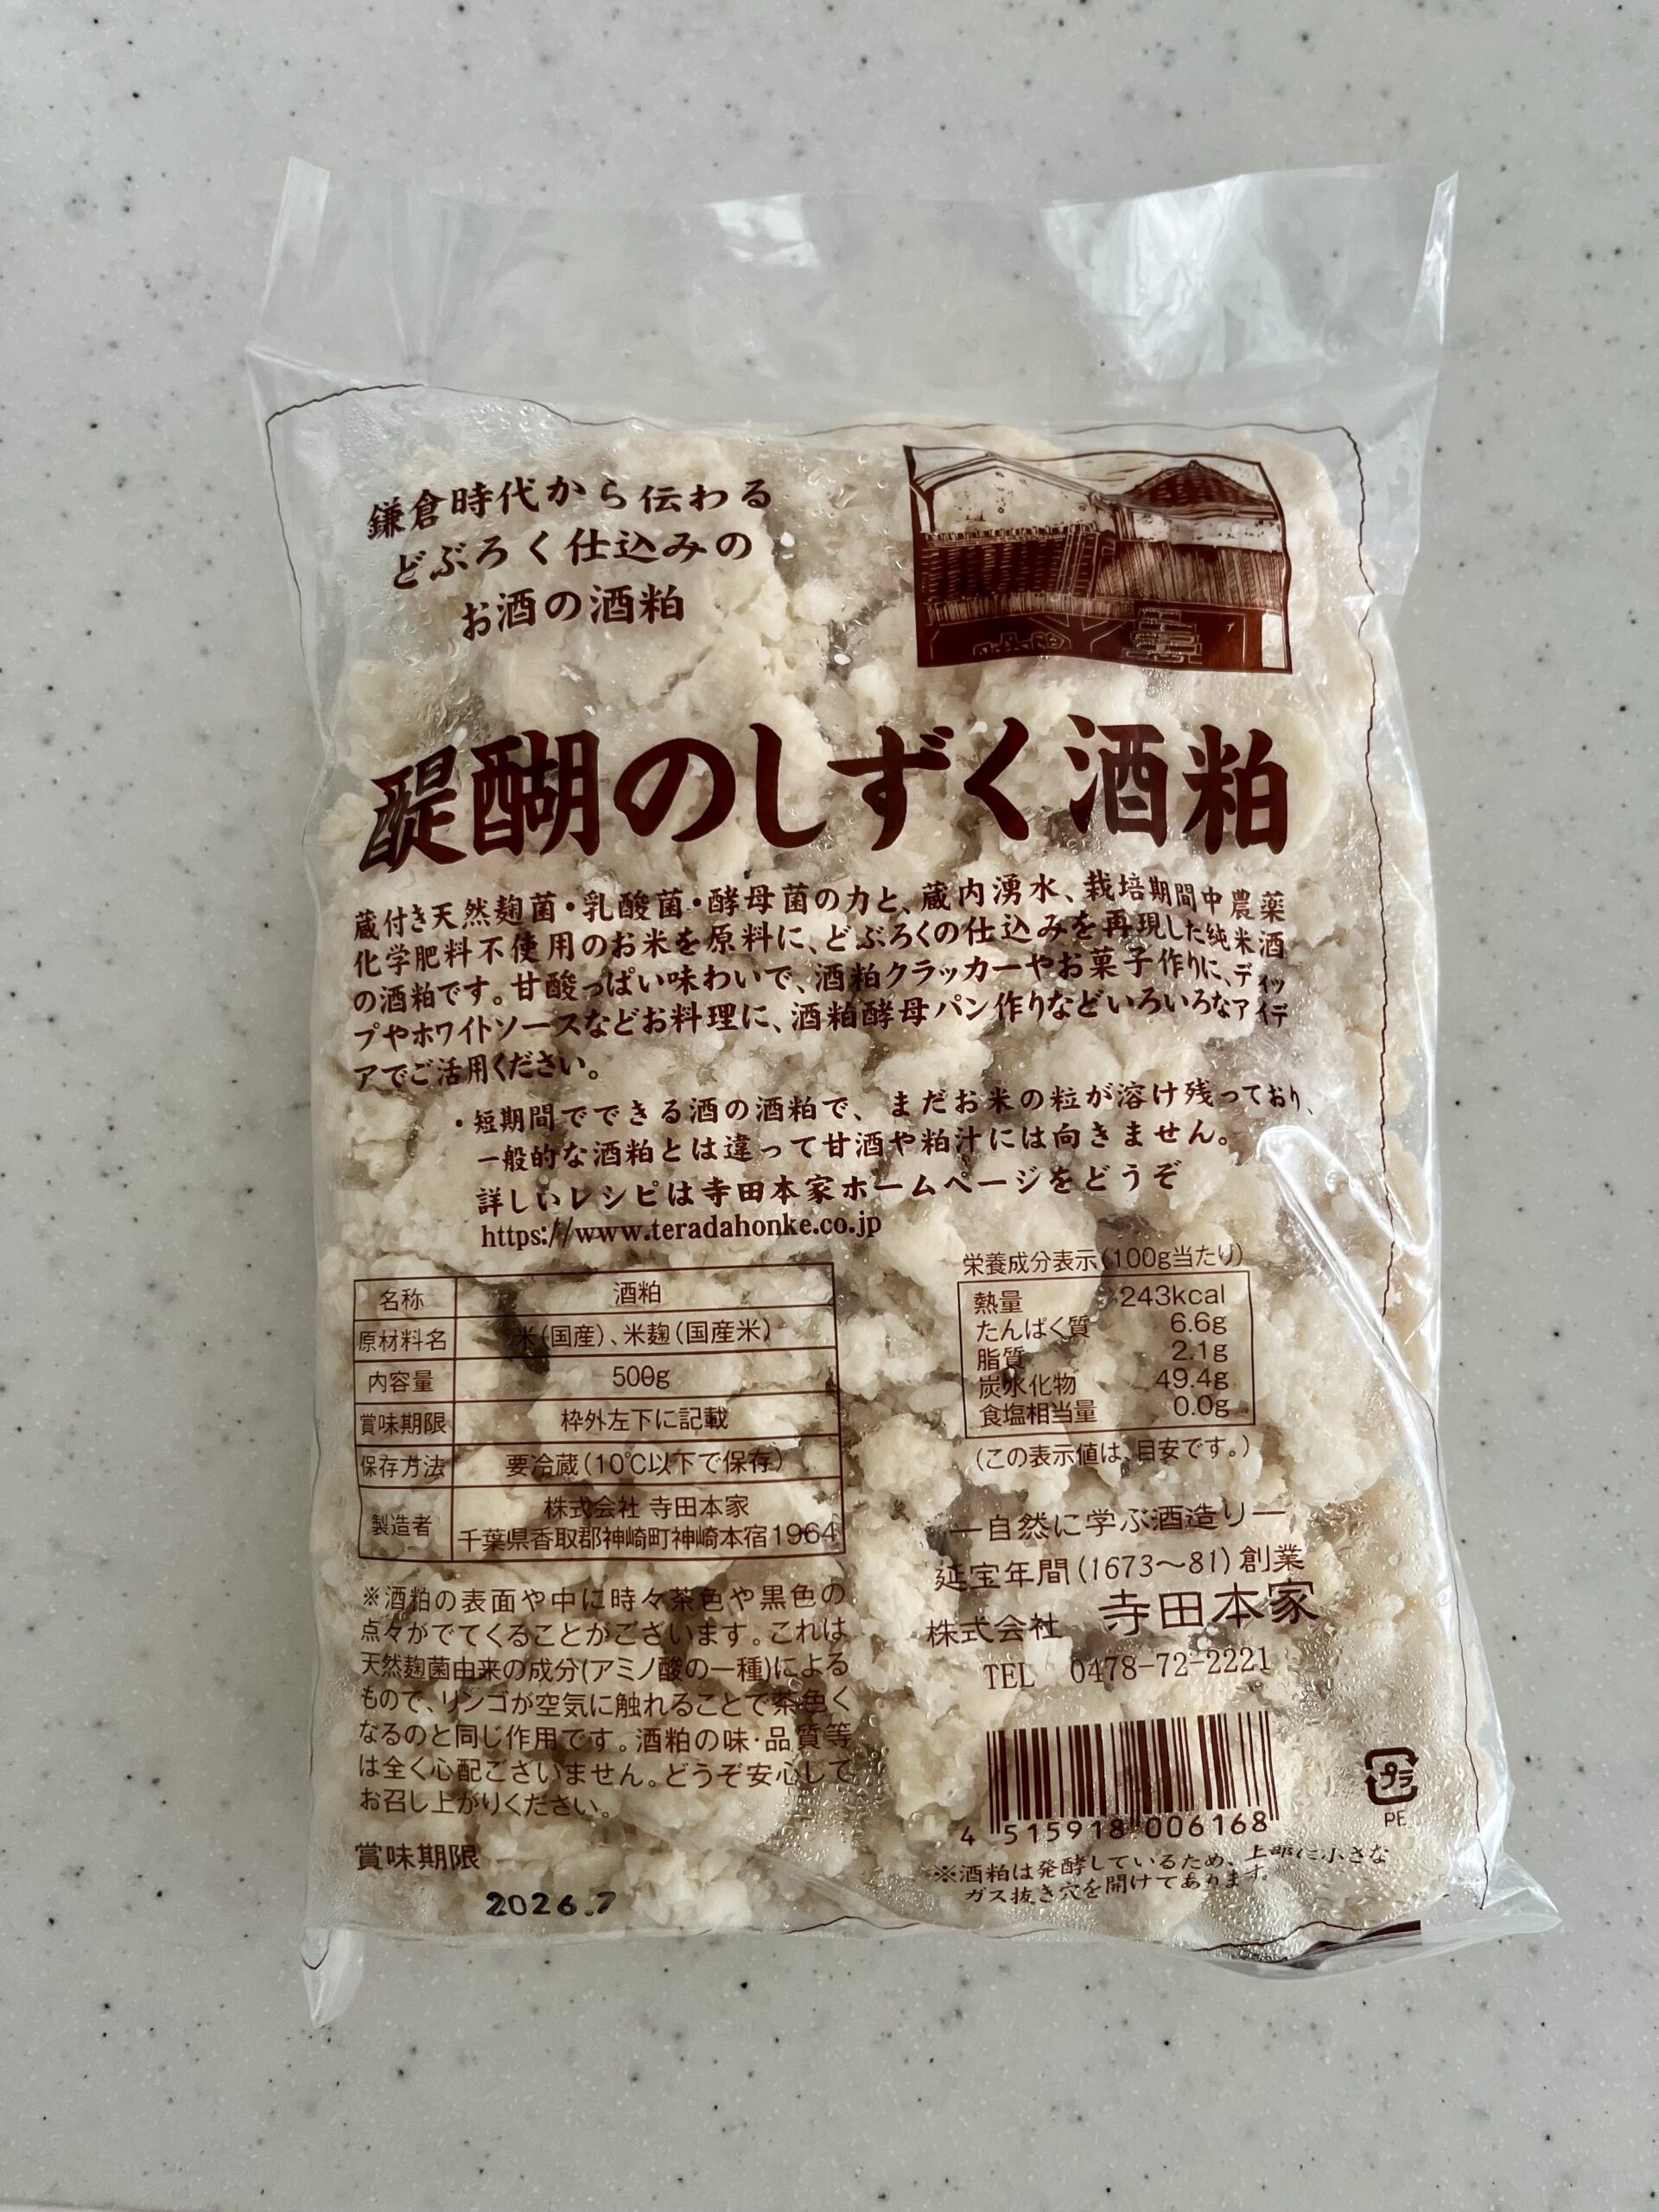 鎌倉時代から伝わる
どぶろく仕込みの
お酒の酒粕
醍醐のしずく酒粕
蔵付き天然麹菌・乳酸菌・酵母菌の力と、蔵内湧水、栽培期間中農薬
化学肥料不使用のお米を原料に、どぶろくの仕込みを再現した純米酒
の酒粕です。甘酸っぱい味わいで、酒粕クラッカーやお菓子作りに、ディッ
プやホワイトソースなどお料理に、酒粕酵母パン作りなどいろいろなアイデ
アでご活用ください。
・短期間でできる酒の酒粕で、まだお米の粒が溶け残っており、
一般的な酒粕とは違って甘酒や粕汁には向きません。
詳しいレシピは寺田本家ホームページをどうぞ
https://www.teradahonke.co.jp
名称 酒粕
原材料名 米(国産)、米麹(国産米)
内容量 500g
賞味期限 枠外左下に記載
保存方法 要冷蔵(10℃以下で保存)
製造者 株式会社 寺田本家
千葉県香取郡神崎町神崎本宿1964
栄養成分表示(100g当たり)
熱量 243kcal
たんぱく質 6.6g
脂質 2.1g
炭水化物 49.4g
食塩相当量 0.0g
(この表示値は、目安です。)
※酒粕の表面や中に時々茶色や黒色の
点々がでてくることがございます。これは
天然麹菌由来の成分(アミノ酸の一種)による
もので、リンゴが空気に触れることで茶色く
なるのと同じ作用です。酒粕の味・品質等
は全く心配ございません。どうぞ安心して
お召し上がりください。
賞味期限
2026.7
―自然に学ぶ酒造り―
延宝年間(1673〜81)創業
株式会社 寺田本家
TEL 0478-72-2221
4 515918 006168
プラ
PE
※酒粕は発酵しているため、上部に小さな
ガス抜き穴を開けてあります。